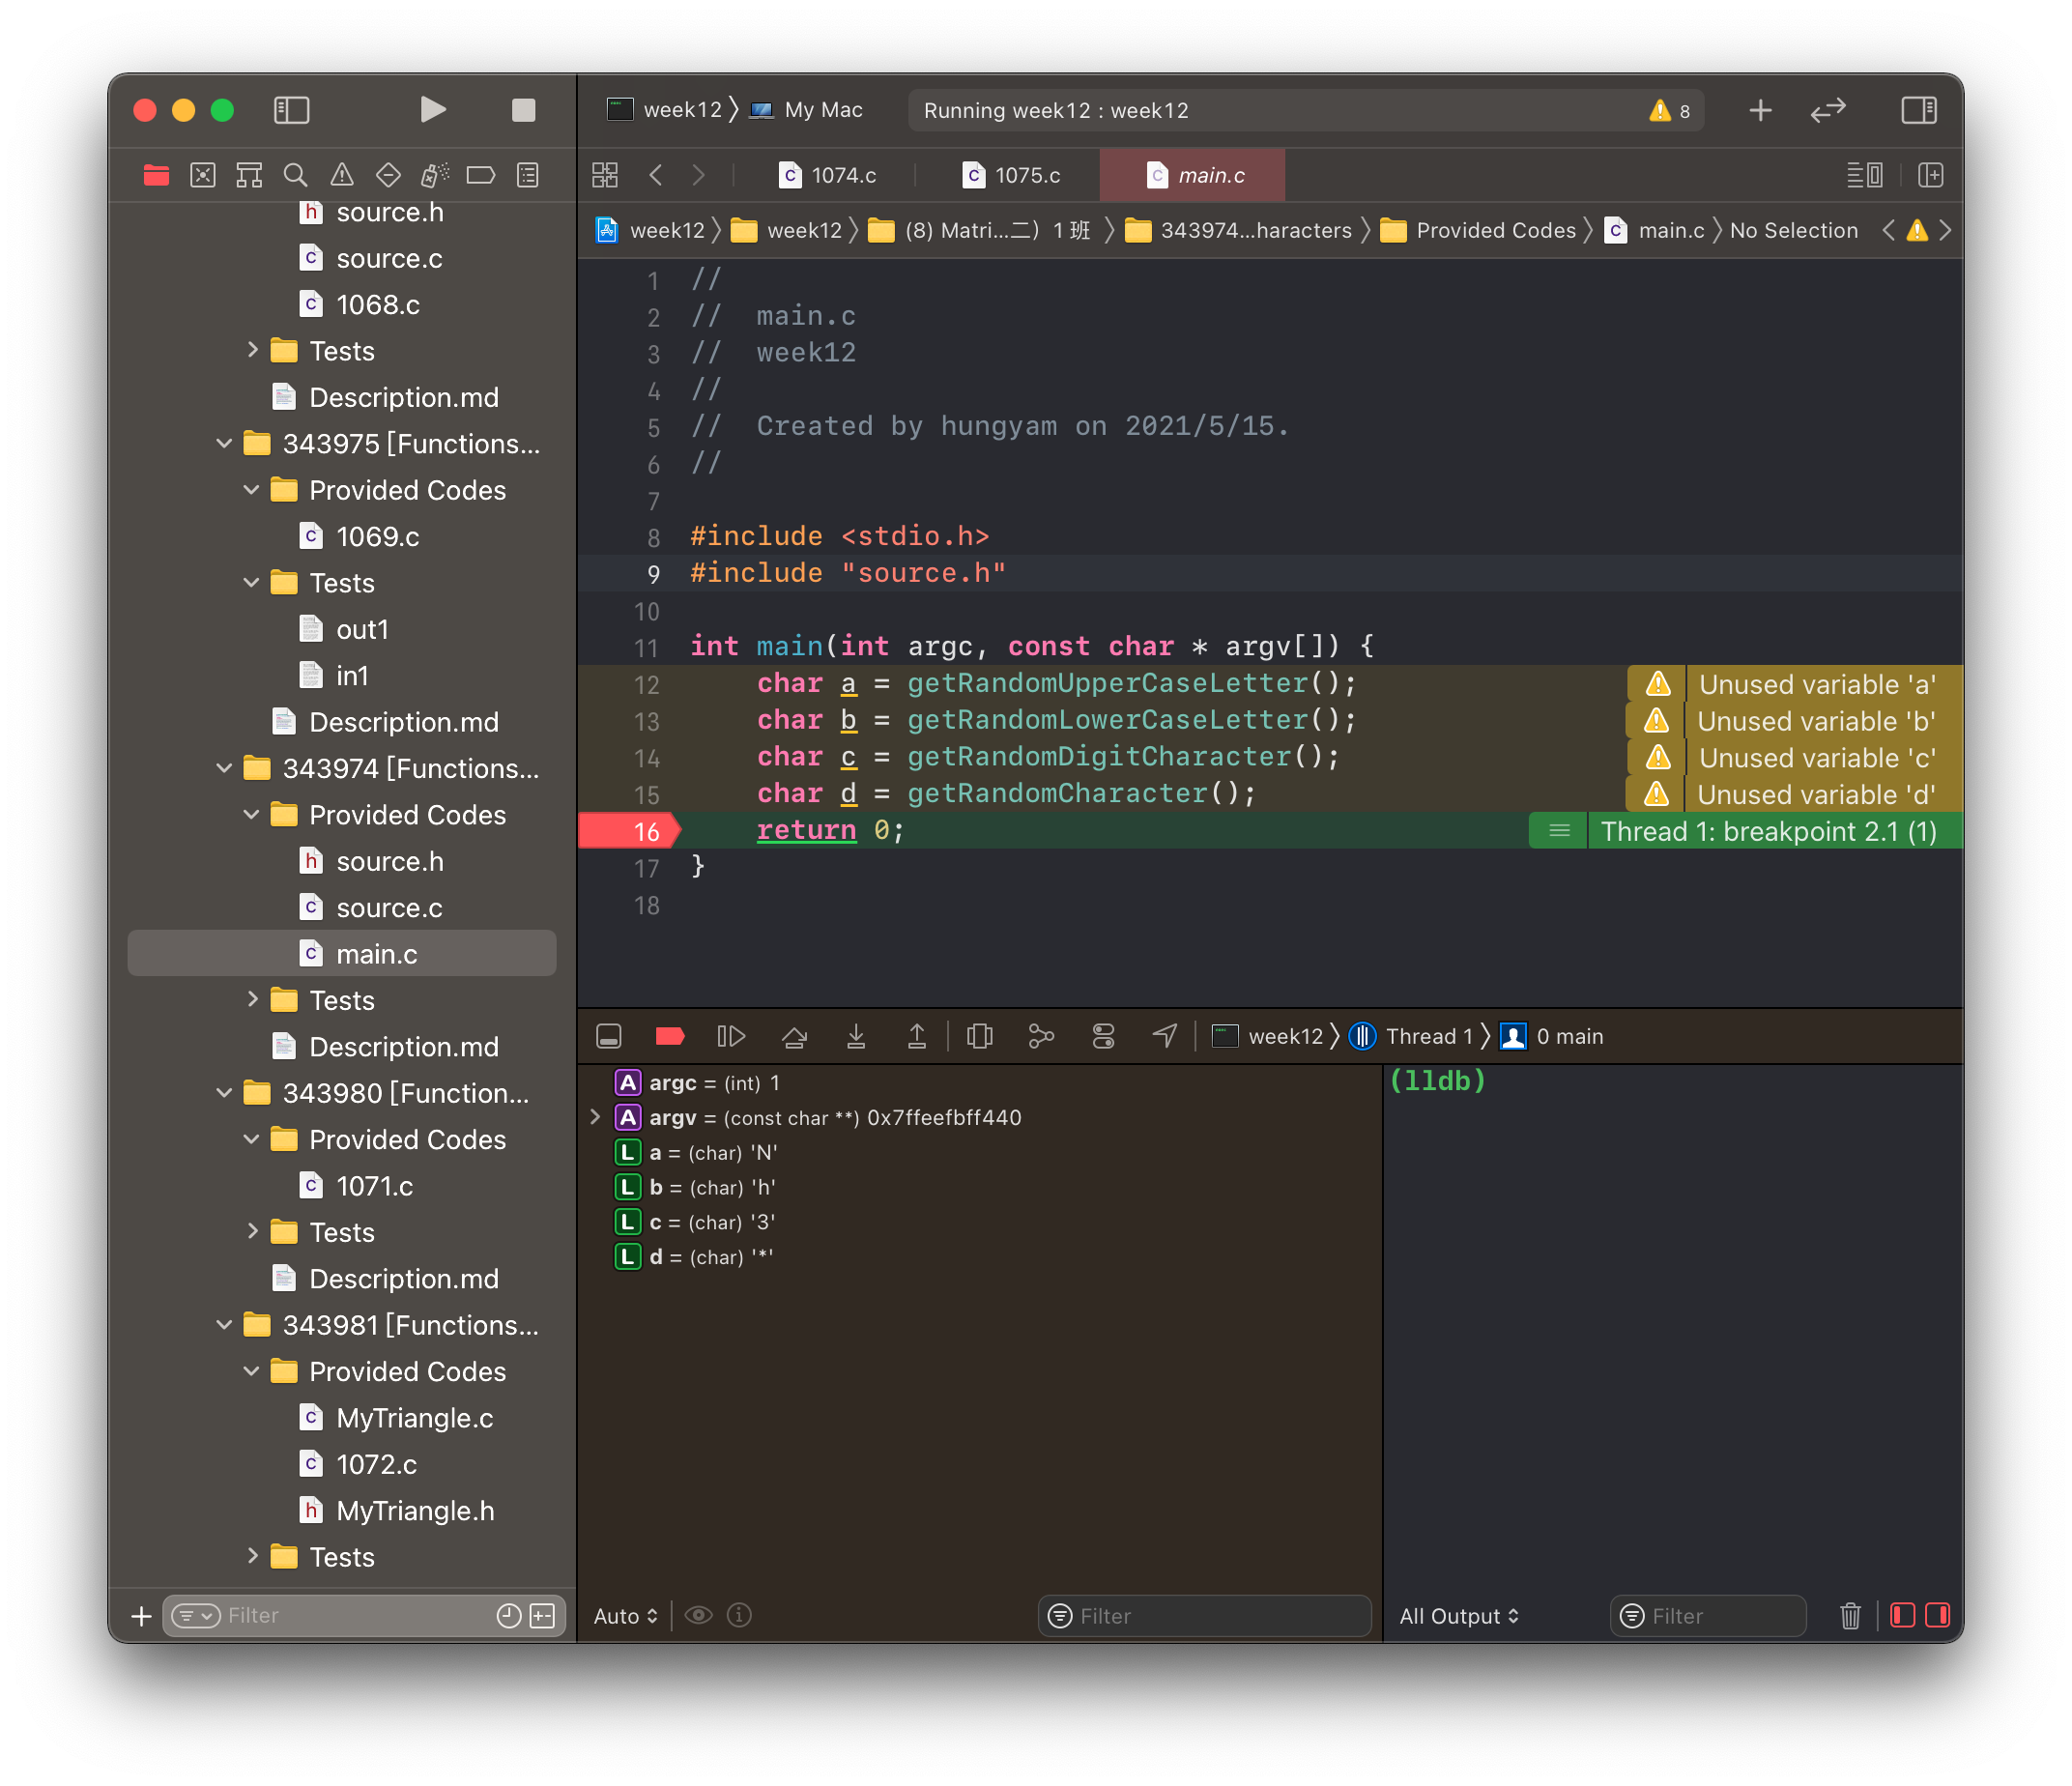 week12 〉 My Mac
Running week12 : week12
8
1074.c
1075.c
main.c
week12 〉 week12 〉 (8) Matri...二）1 班 〉 343974...haracters 〉 Provided Codes 〉 main.c 〉 No Selection
source.h
source.c
1068.c
Tests
Description.md
343975 [Functions...
Provided Codes
1069.c
Tests
out1
in1
Description.md
343974 [Functions...
Provided Codes
source.h
source.c
main.c
Tests
Description.md
343980 [Function...
Provided Codes
1071.c
Tests
Description.md
343981 [Functions...
Provided Codes
MyTriangle.c
1072.c
MyTriangle.h
Tests
Filter
1 //
2 //  main.c
3 //  week12
4 //
5 //  Created by hungyam on 2021/5/15.
6 //
7
8 #include <stdio.h>
9 #include "source.h"
10
11 int main(int argc, const char * argv[]) {
12     char a = getRandomUpperCaseLetter(); Unused variable 'a'
13     char b = getRandomLowerCaseLetter(); Unused variable 'b'
14     char c = getRandomDigitCharacter(); Unused variable 'c'
15     char d = getRandomCharacter(); Unused variable 'd'
16     return 0; Thread 1: breakpoint 2.1 (1)
17 }
18
week12 〉 Thread 1 〉 0 main
A argc = (int) 1
A argv = (const char **) 0x7ffeefbff440
L a = (char) 'N'
L b = (char) 'h'
L c = (char) '3'
L d = (char) '*'
Auto
Filter
(lldb)
All Output
Filter